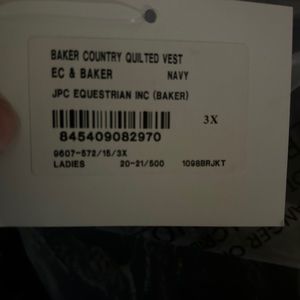 BAKER COUNTRY QUILTED VEST
EC & BAKER NAVY
JPC EQUESTRIAN INC (BAKER)
845409082970 3X
9607-572/15/3X
LADIES 20-21/500 1098BRJKT